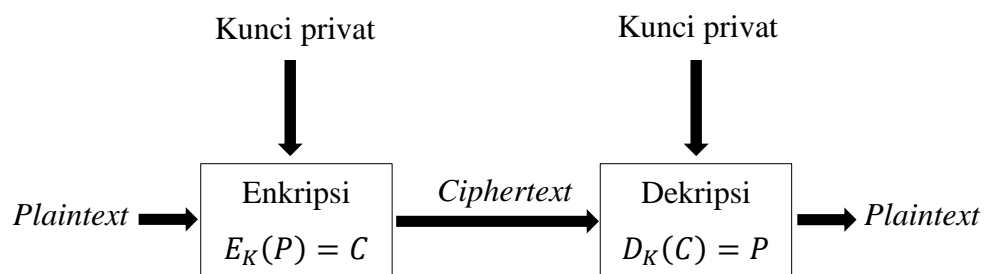 Kunci privat
Kunci privat
Plaintext
Enkripsi
E_K(P) = C
Ciphertext
Dekripsi
D_K(C) = P
Plaintext